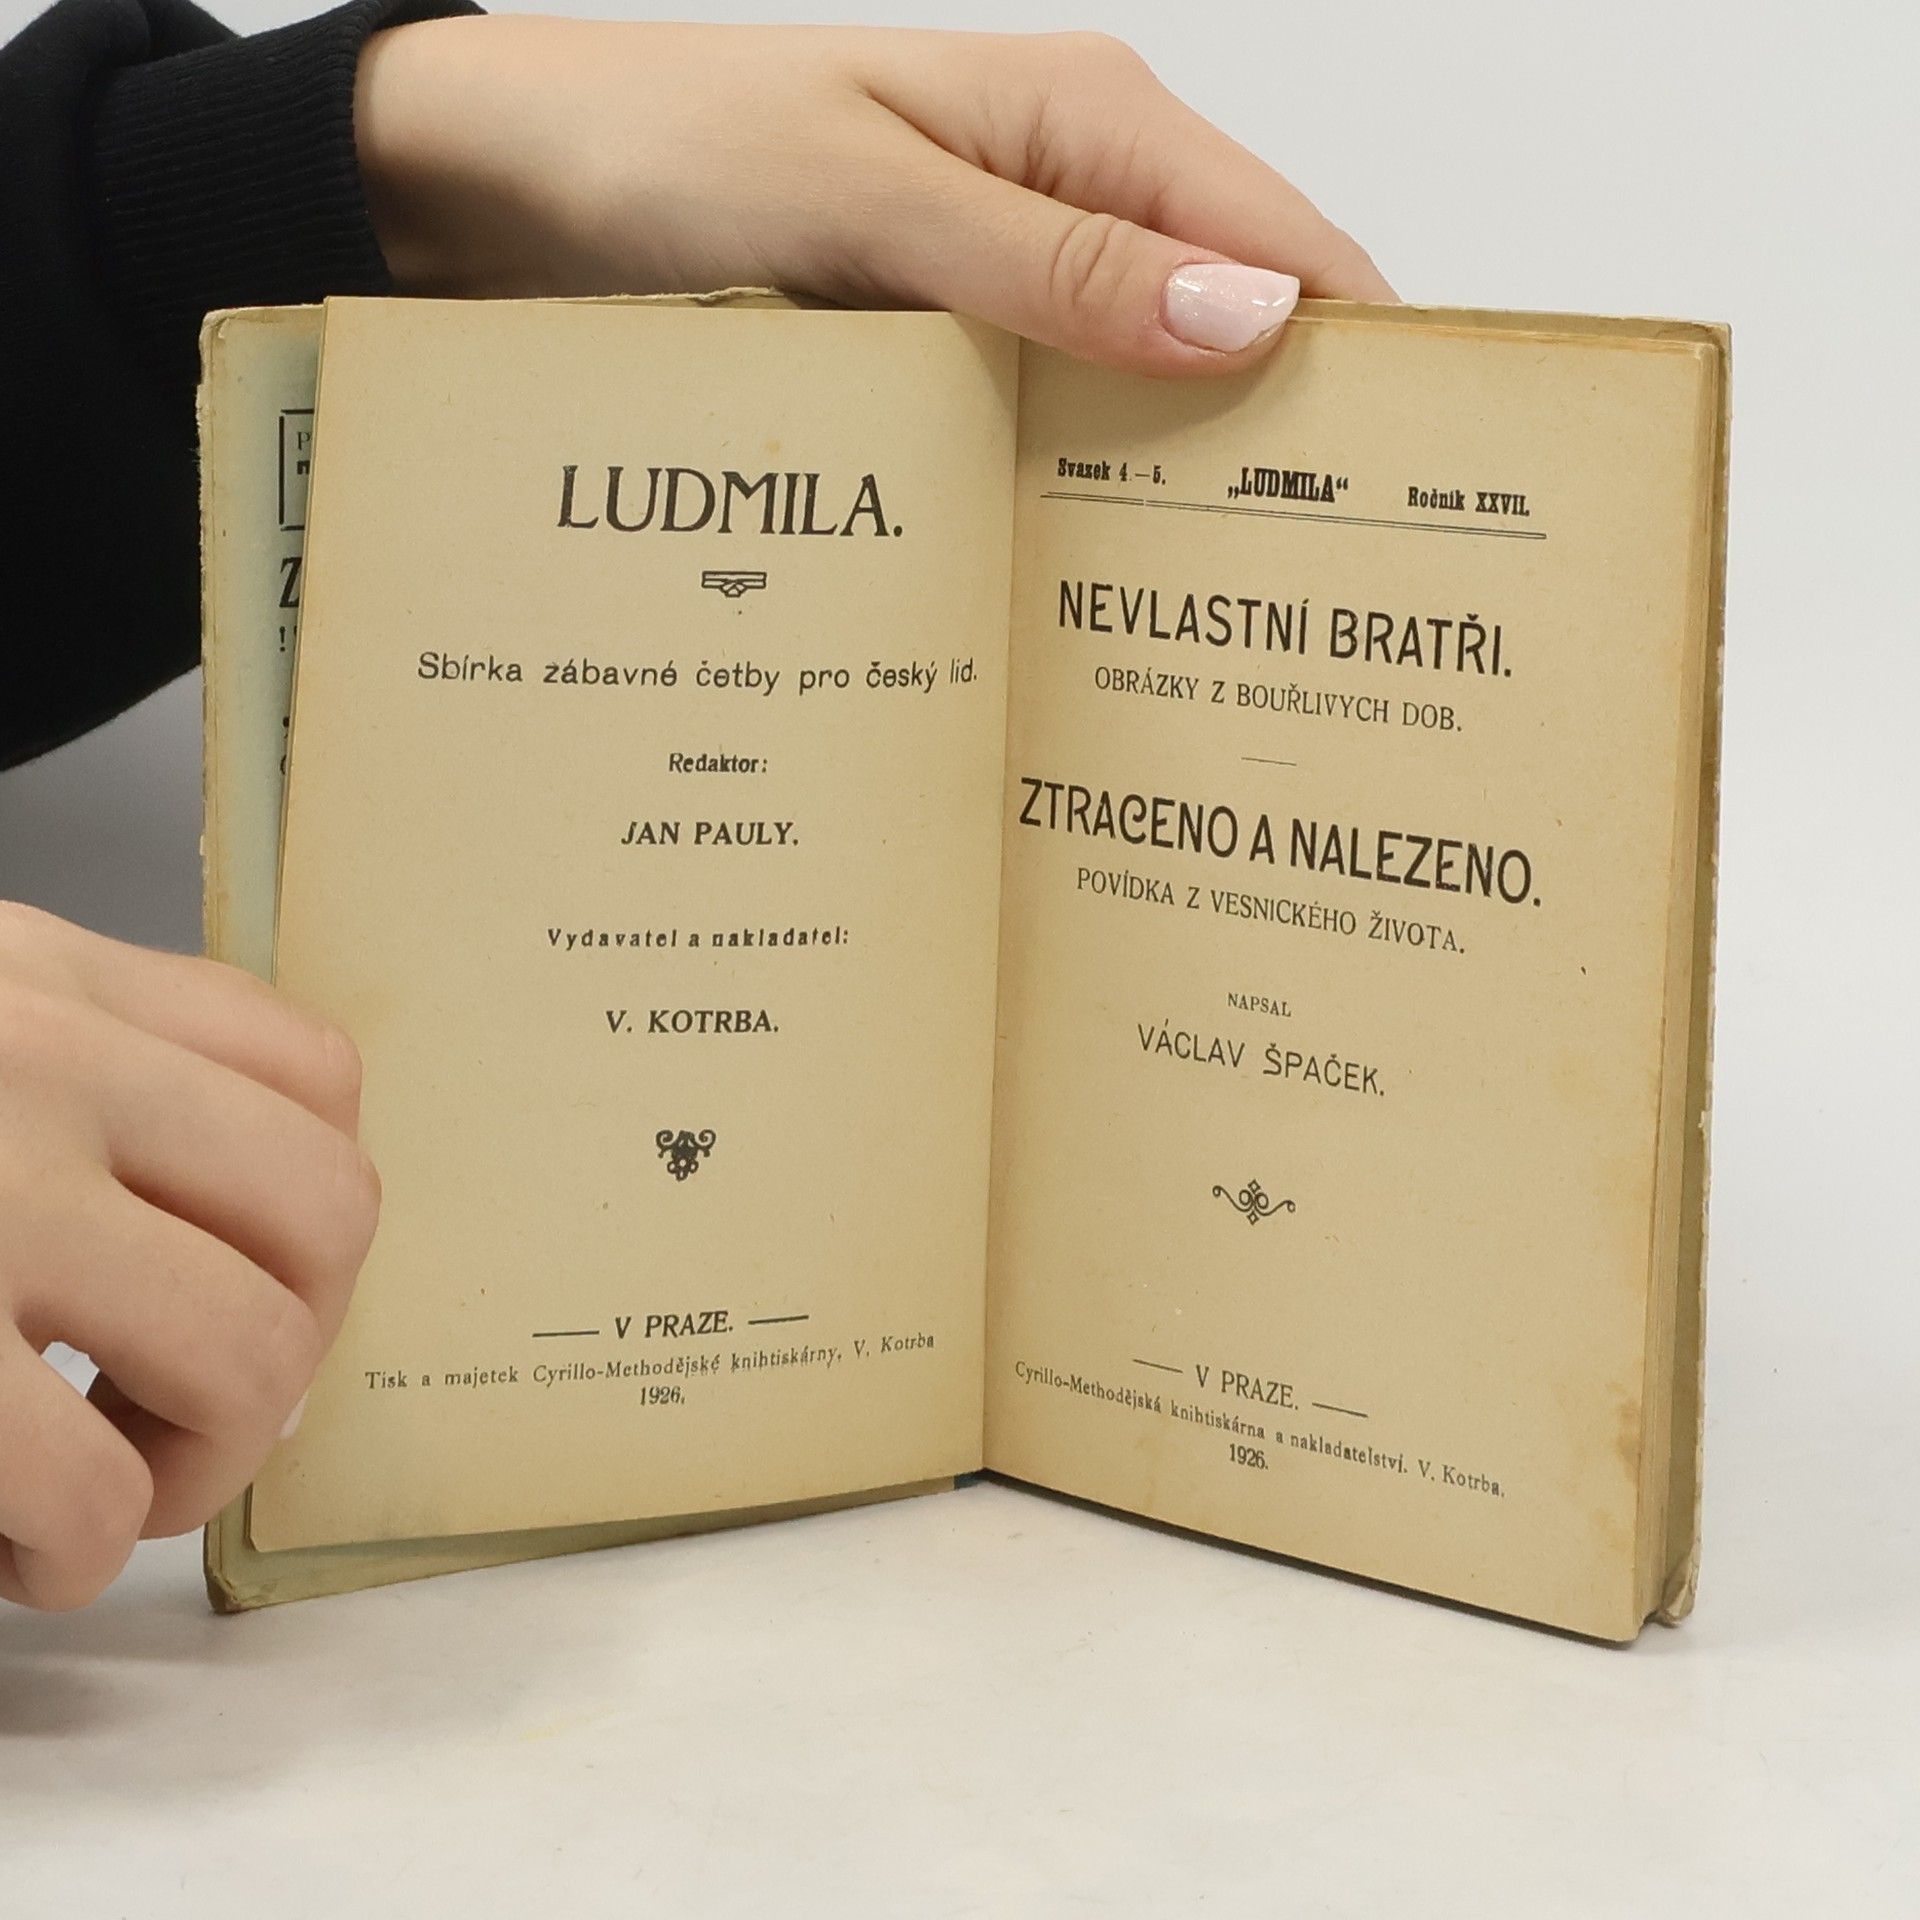 LUDMILA.
Sbírka zábavné četby pro český lid.
Redaktor:
JAN PAULY.
Vydavatel a nakladatel:
V. KOTRBA.
V PRAZE.
Tisk a majetek Cyrillo-Methodějské knihtiskárny, V. Kotrba
1926.
Svazek 4.—5. „LUDMILA“ Ročník XXVII.
NEVLASTNÍ BRATŘI.
OBRÁZKY Z BOUŘLIVYCH DOB.
ZTRACENO A NALEZENO.
POVÍDKA Z VESNICKÉHO ŽIVOTA.
NAPSAL
VÁCLAV ŠPAČEK.
V PRAZE.
Cyrillo-Methodějská knihtiskárna a nakladatelství. V. Kotrba.
1926.